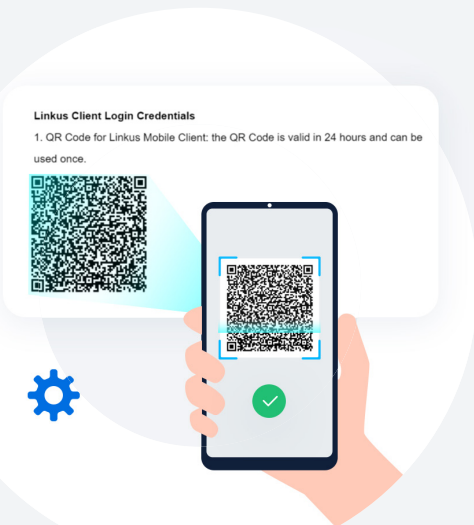 Linkus Client Login Credentials
1. QR Code for Linkus Mobile Client: the QR Code is valid in 24 hours and can be
used once.